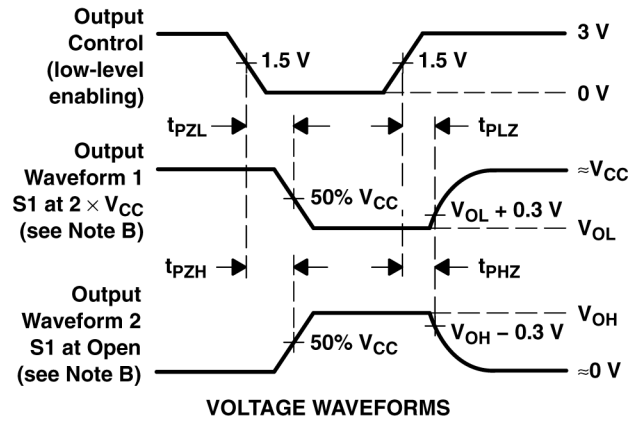 Output
Control
(low-level
enabling)
1.5 V
1.5 V
3 V
0 V
tPZL
tPLZ
Output
Waveform 1
S1 at 2 × VCC
(see Note B)
50% VCC
VOL + 0.3 V
≈VCC
VOL
tPZH
tPHZ
Output
Waveform 2
S1 at Open
(see Note B)
50% VCC
VOH − 0.3 V
VOH
≈0 V
VOLTAGE WAVEFORMS